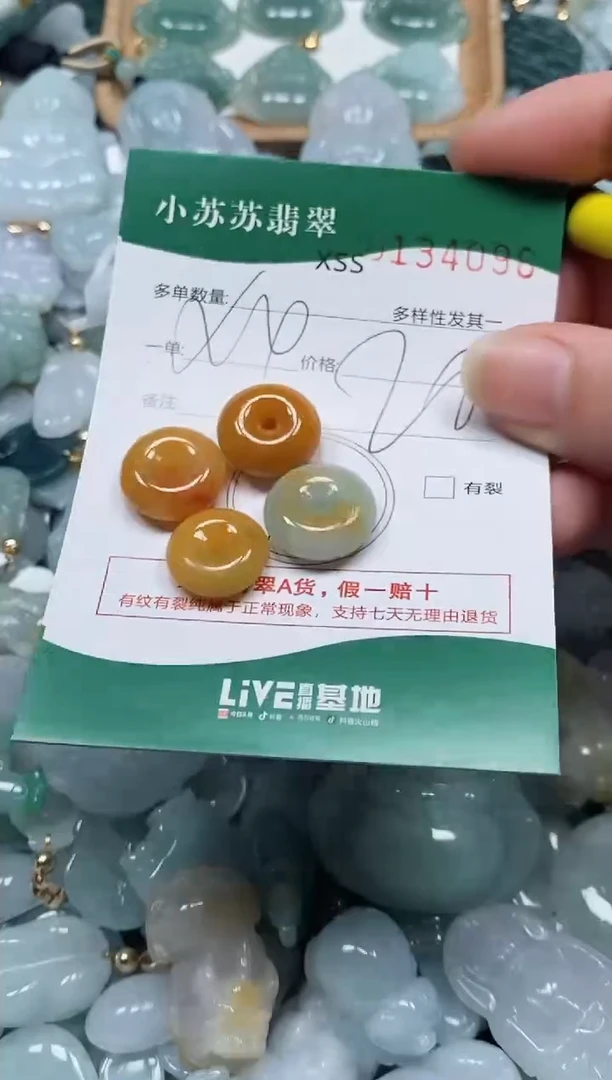 小苏苏翡翠
XSS 0134096
多单数量: 多样性发其一
一单: 价格:
备注:
有裂
翠A货，假一赔十
有纹有裂纯属于正常现象，支持七天无理由退货
LiVE直播基地